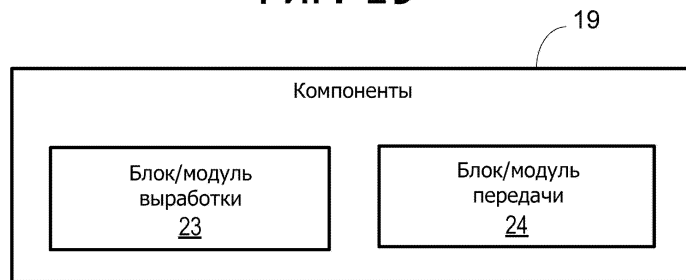 19
Компоненты
Блок/модуль
выработки
23
Блок/модуль
передачи
24